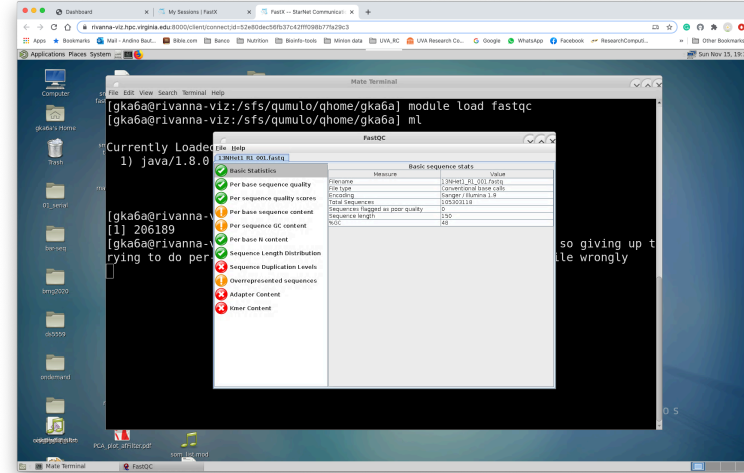 Dashboard
My Sessions | FastX
FastX -- StarNet Communicati
rivanna-viz.hpc.virginia.edu:8000/client/connect;id=52e80dec56fb37c42fff098b77fa29c3
Apps Bookmarks Mail - Andino Baut... Bible.com Banco Nutrition Bioinfo-tools Minion data UVA_RC UVA Research Co... Google WhatsApp Facebook ResearchComputi... » Other Bookmarks
Applications Places System
Sun Nov 15, 19:
Computer
gka6a's Home
Trash
01_serial
bar-seq
bmig2020
ds5559
ondemand
PCA_plot_afFilter.pdf
som_list.mod
Mate Terminal
File Edit View Search Terminal Help
[gka6a@rivanna-viz:/sfs/qumulo/qhome/gka6a] module load fastqc
[gka6a@rivanna-viz:/sfs/qumulo/qhome/gka6a] ml
Currently Loaded
1) java/1.8.0
[gka6a@rivanna-v
[1] 206189
[gka6a@rivanna-v so giving up t
rying to do per- ile wrongly
FastQC
File Help
13NHet1_R1_001.fastq
Basic Statistics
Per base sequence quality
Per sequence quality scores
Per base sequence content
Per sequence GC content
Per base N content
Sequence Length Distribution
Sequence Duplication Levels
Overrepresented sequences
Adapter Content
Kmer Content
Basic sequence stats
Measure Value
Filename 13NHet1_R1_001.fastq
File type Conventional base calls
Encoding Sanger / Illumina 1.9
Total Sequences 105303118
Sequences flagged as poor quality 0
Sequence length 150
%GC 48
Mate Terminal
FastQC